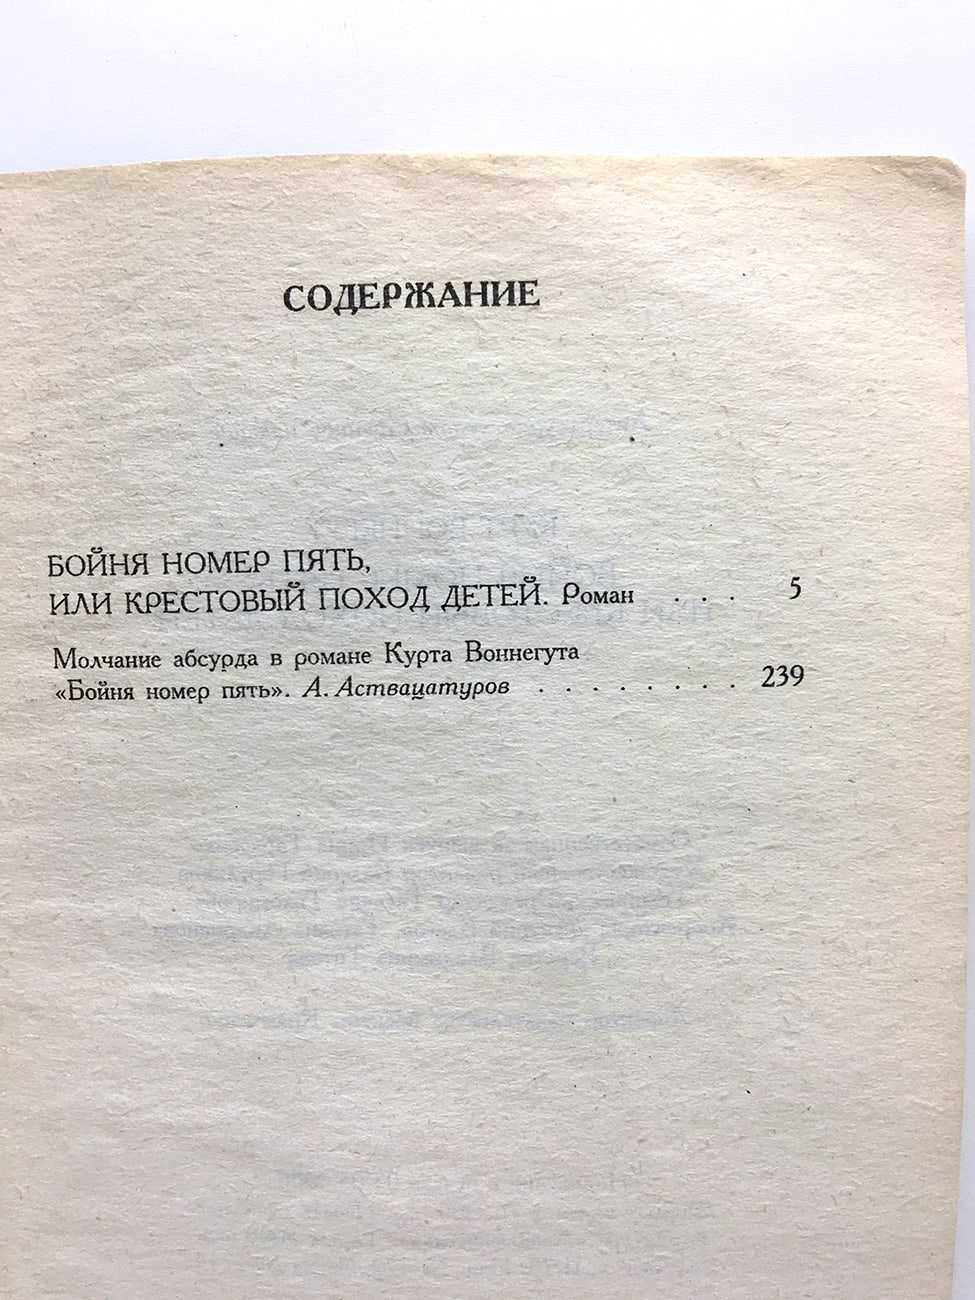 СОДЕРЖАНИЕ
БОЙНЯ НОМЕР ПЯТЬ,
ИЛИ КРЕСТОВЫЙ ПОХОД ДЕТЕЙ. Роман . . . 5
Молчание абсурда в романе Курта Воннегута
«Бойня номер пять». А. Аствацатуров . . . . . . . . 239